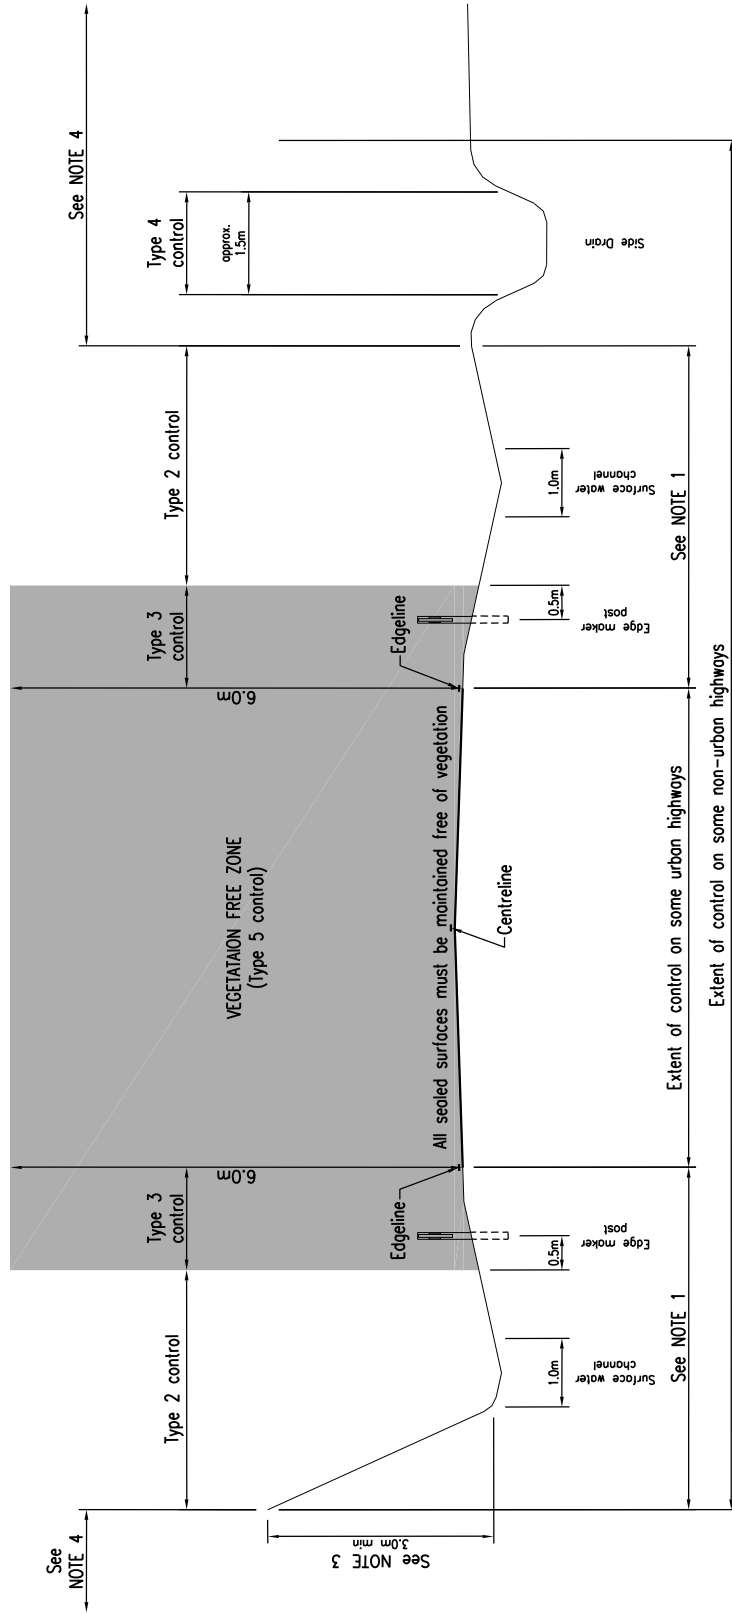 See
NOTE 4
See NOTE 4
Type 2 control
Type 3
control
Type 3
control
Type 2 control
Type 4
control
approx.
1.5m
VEGETATAION FREE ZONE
(Type 5 control)
6.0m
6.0m
See NOTE 3
3.0m min
Edgeline
Edgeline
All sealed surfaces must be maintained free of vegetation
Centreline
1.0m
Surface water
channel
0.5m
Edge maker
post
0.5m
Edge maker
post
1.0m
Surface water
channel
Side Drain
See NOTE 1
Extent of control on some urban highways
See NOTE 1
Extent of control on some non-urban highways